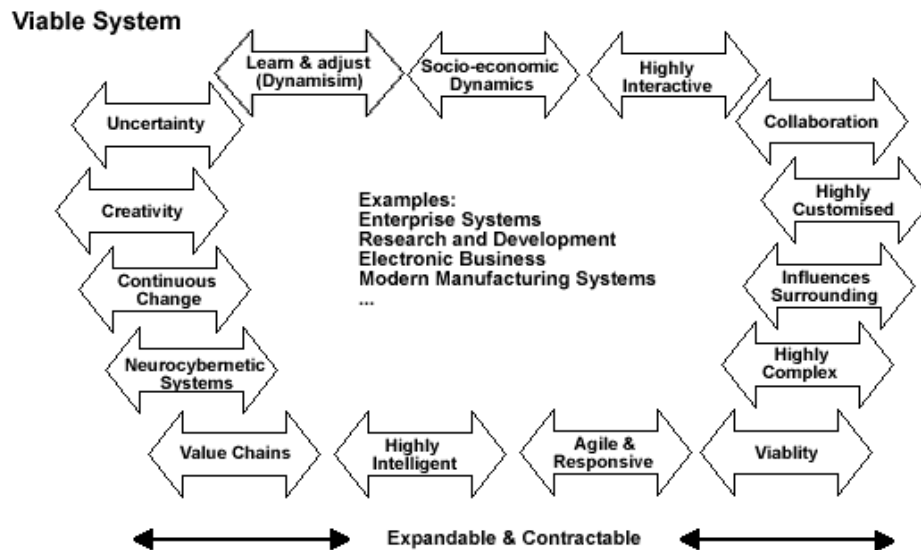 Viable System
Learn & adjust
(Dynamisim)
Socio-economic
Dynamics
Highly
Interactive
Uncertainty
Collaboration
Creativity
Highly
Customised
Examples:
Enterprise Systems
Research and Development
Electronic Business
Modern Manufacturing Systems
...
Continuous
Change
Influences
Surrounding
Neurocybernetic
Systems
Highly
Complex
Value Chains
Highly
Intelligent
Agile &
Responsive
Viablity
Expandable & Contractable